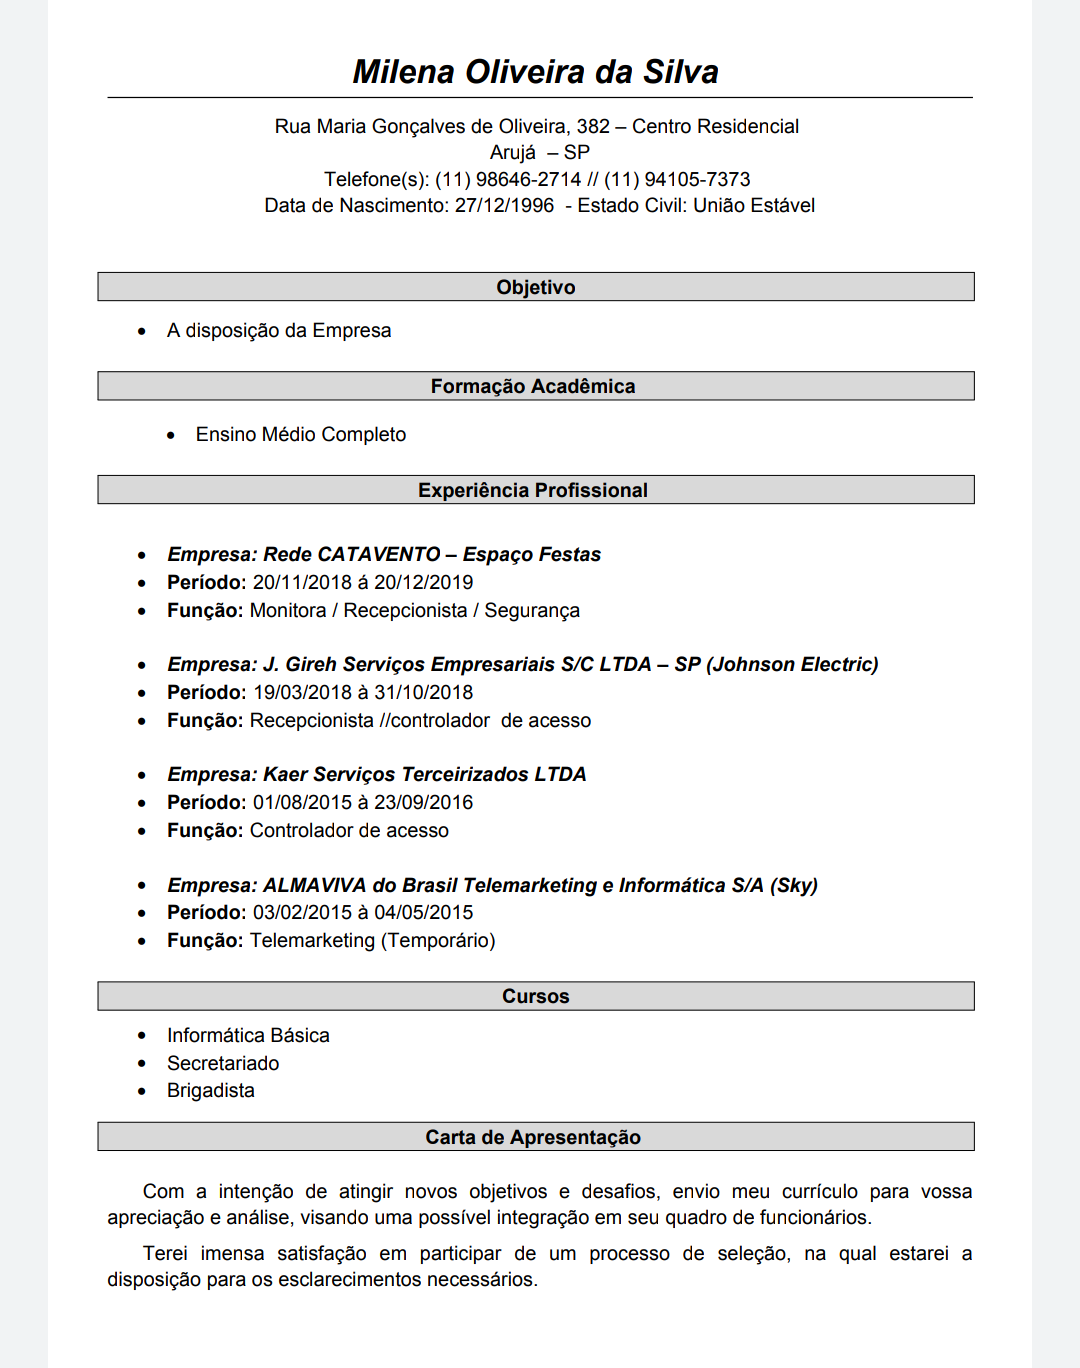 Milena Oliveira da Silva
Rua Maria Gonçalves de Oliveira, 382 – Centro Residencial
Arujá – SP
Telefone(s): (11) 98646-2714 // (11) 94105-7373
Data de Nascimento: 27/12/1996 - Estado Civil: União Estável
Objetivo
• A disposição da Empresa
Formação Acadêmica
• Ensino Médio Completo
Experiência Profissional
• Empresa: Rede CATAVENTO – Espaço Festas
• Período: 20/11/2018 á 20/12/2019
• Função: Monitora / Recepcionista / Segurança
• Empresa: J. Gireh Serviços Empresariais S/C LTDA – SP (Johnson Electric)
• Período: 19/03/2018 à 31/10/2018
• Função: Recepcionista //controlador de acesso
• Empresa: Kaer Serviços Terceirizados LTDA
• Período: 01/08/2015 à 23/09/2016
• Função: Controlador de acesso
• Empresa: ALMAVIVA do Brasil Telemarketing e Informática S/A (Sky)
• Período: 03/02/2015 à 04/05/2015
• Função: Telemarketing (Temporário)
Cursos
• Informática Básica
• Secretariado
• Brigadista
Carta de Apresentação
Com a intenção de atingir novos objetivos e desafios, envio meu currículo para vossa
apreciação e análise, visando uma possível integração em seu quadro de funcionários.
Terei imensa satisfação em participar de um processo de seleção, na qual estarei a
disposição para os esclarecimentos necessários.